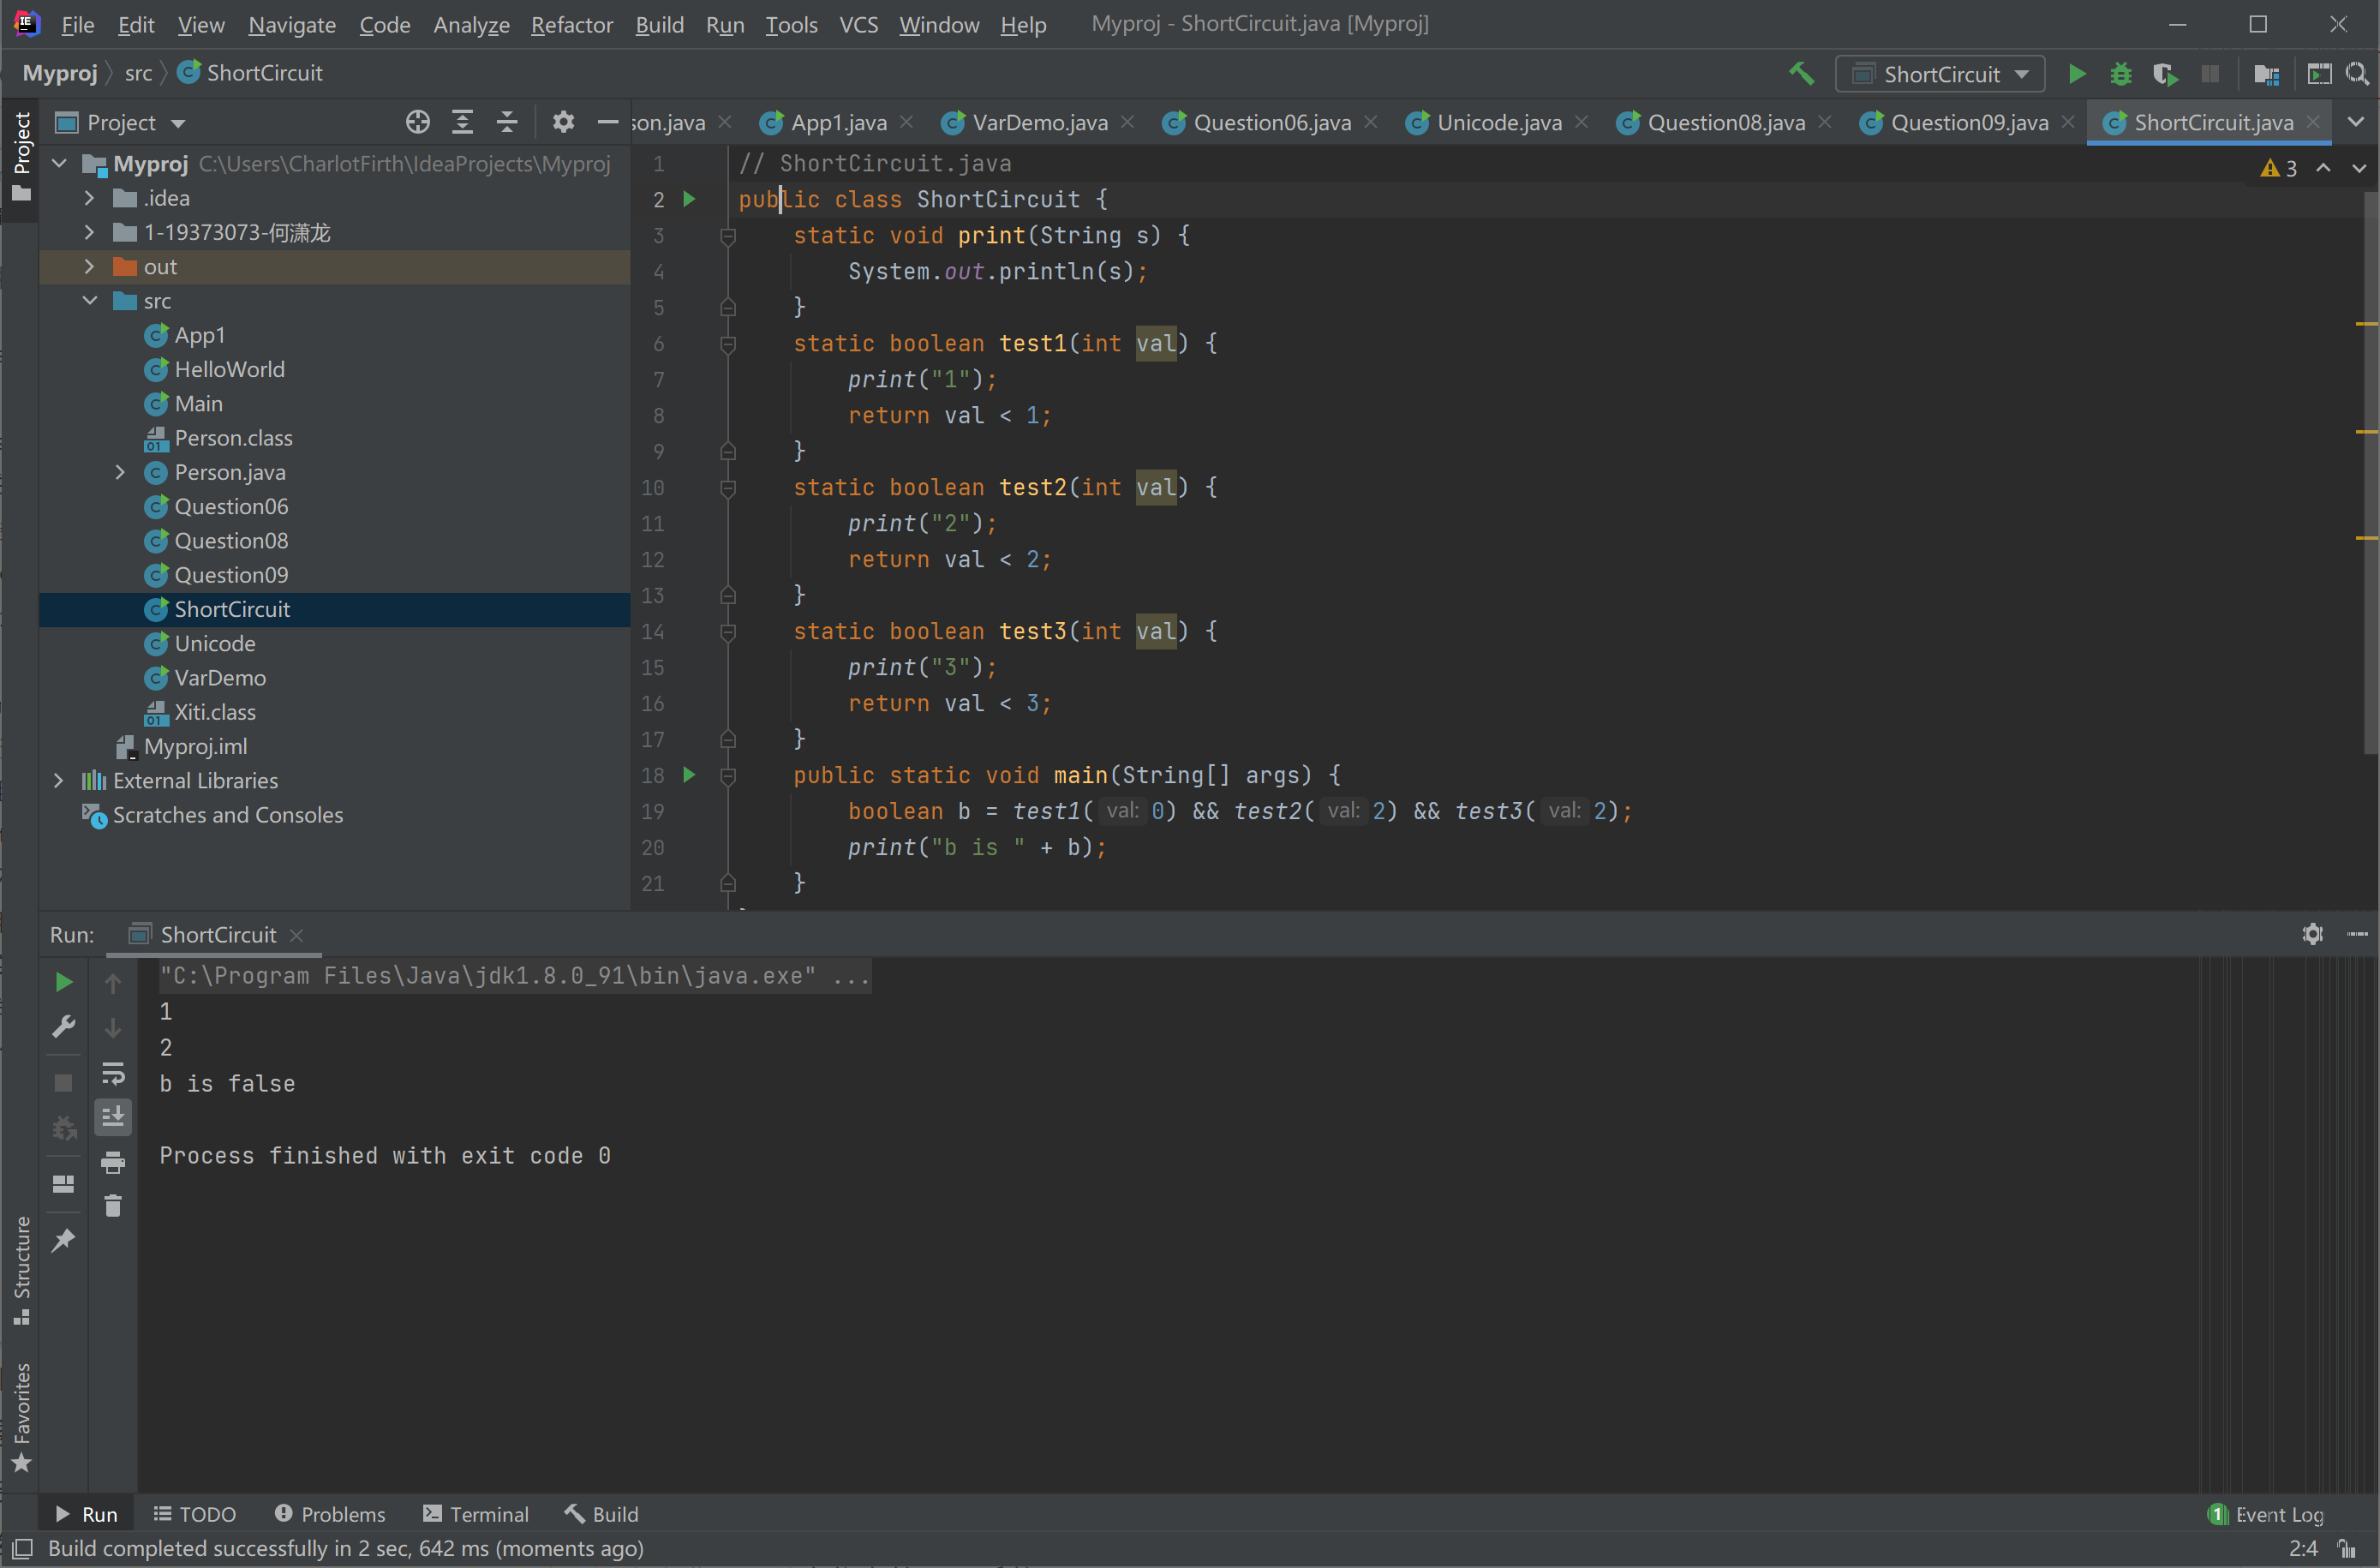 File Edit View Navigate Code Analyze Refactor Build Run Tools VCS Window Help Myproj - ShortCircuit.java [Myproj]
Myproj src ShortCircuit ShortCircuit
Project Project son.java App1.java VarDemo.java Question06.java Unicode.java Question08.java Question09.java ShortCircuit.java
Myproj C:\Users\CharlotFirth\IdeaProjects\Myproj
.idea
1-19373073-何潇龙
out
src
App1
HelloWorld
Main
Person.class
Person.java
Question06
Question08
Question09
ShortCircuit
Unicode
VarDemo
Xiti.class
Myproj.iml
External Libraries
Scratches and Consoles
3
1 // ShortCircuit.java
2 public class ShortCircuit {
3 static void print(String s) {
4 System.out.println(s);
5 }
6 static boolean test1(int val) {
7 print("1");
8 return val < 1;
9 }
10 static boolean test2(int val) {
11 print("2");
12 return val < 2;
13 }
14 static boolean test3(int val) {
15 print("3");
16 return val < 3;
17 }
18 public static void main(String[] args) {
19 boolean b = test1( val: 0) && test2( val: 2) && test3( val: 2);
20 print("b is " + b);
21 }
Run: ShortCircuit
"C:\Program Files\Java\jdk1.8.0_91\bin\java.exe" ...
1
2
b is false
Process finished with exit code 0
Structure
Favorites
Run TODO Problems Terminal Build 1 Event Log
Build completed successfully in 2 sec, 642 ms (moments ago) 2:4